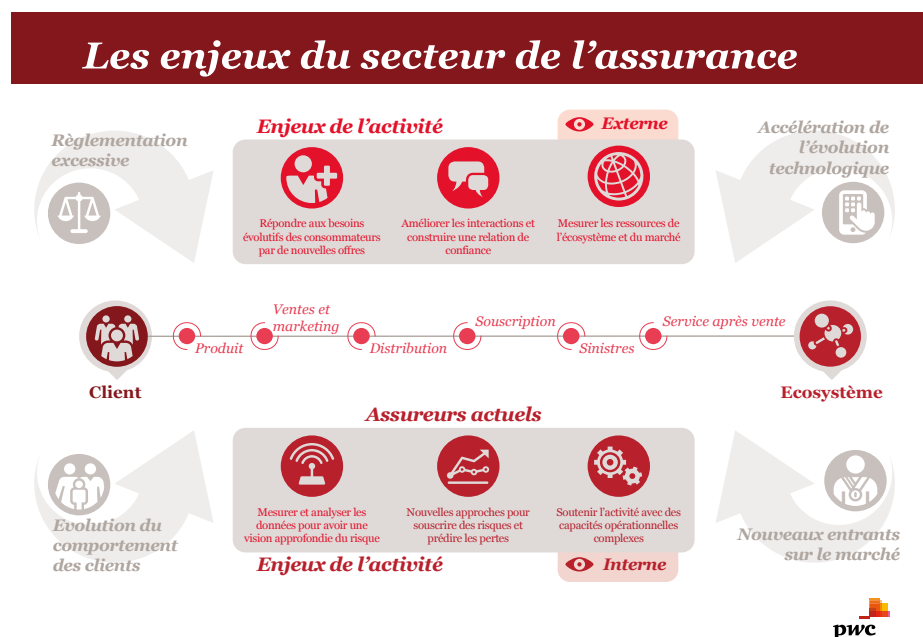 Les enjeux du secteur de l’assurance
Règlementation
excessive
Enjeux de l’activité
Externe
Accélération de
l’évolution
technologique
Répondre aux besoins
évolutifs des consommateurs
par de nouvelles offres
Améliorer les interactions et
construire une relation de
confiance
Mesurer les ressources de
l’écosystème et du marché
Client
Produit
Ventes et
marketing
Distribution
Souscription
Sinistres
Service après vente
Ecosystème
Assureurs actuels
Mesurer et analyser les
données pour avoir une
vision approfondie du risque
Nouvelles approches pour
souscrire des risques et
prédire les pertes
Soutenir l’activité avec des
capacités opérationnelles
complexes
Enjeux de l’activité
Interne
Evolution du
comportement
des clients
Nouveaux entrants
sur le marché
pwc